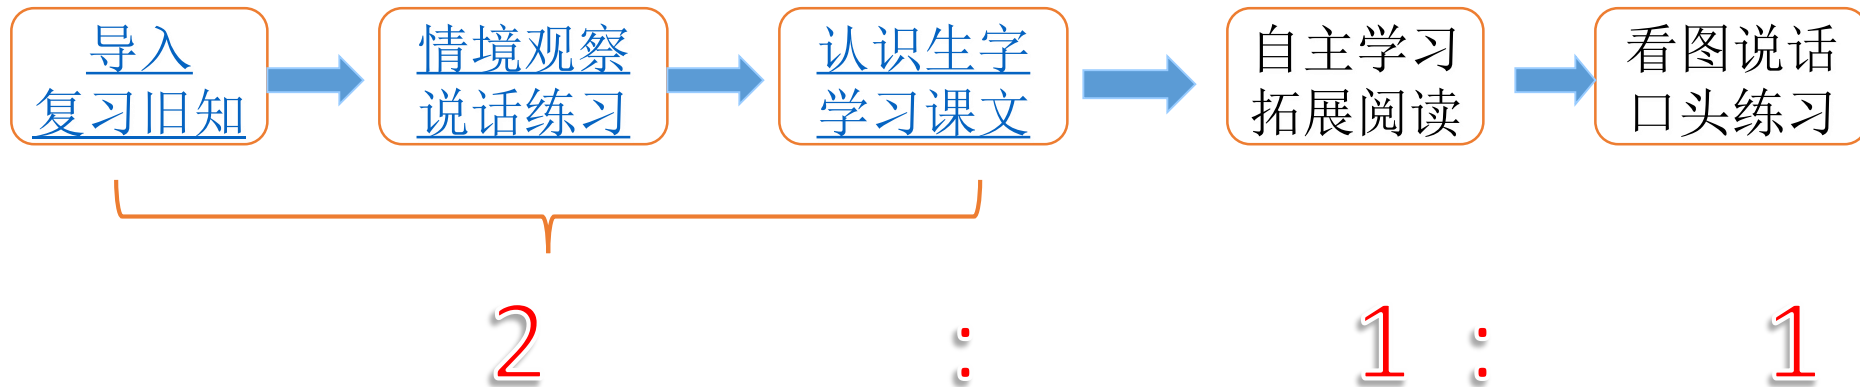 导入
复习旧知
情境观察
说话练习
认识生字
学习课文
自主学习
拓展阅读
看图说话
口头练习
2 : 1 : 1